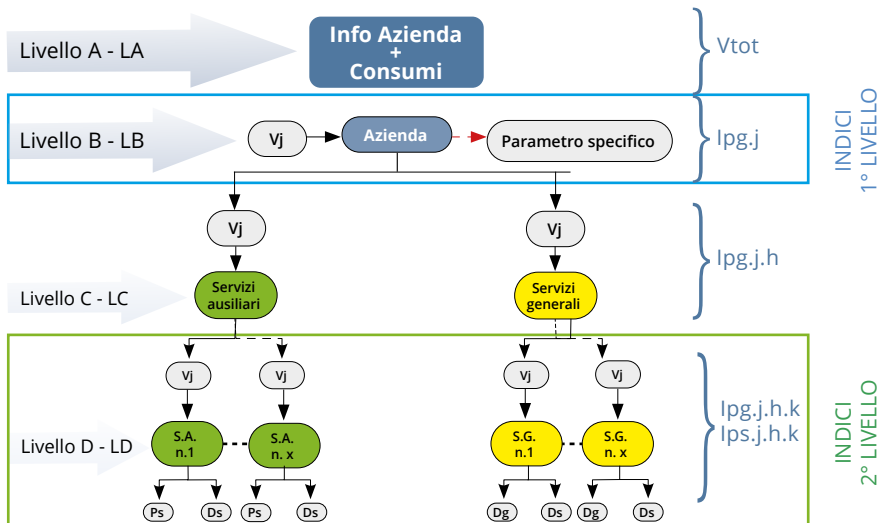 Livello A - LA
Info Azienda
+
Consumi
Vtot
Livello B - LB
Vj
Azienda
Parametro specifico
Ipg.j
INDICI
1° LIVELLO
Vj
Vj
Ipg.j.h
Livello C - LC
Servizi
ausiliari
Servizi
generali
Vj
Vj
Vj
Vj
Livello D - LD
S.A.
n.1
S.A.
n. x
S.G.
n.1
S.G.
n. x
Ipg.j.h.k
Ips.j.h.k
INDICI
2° LIVELLO
Ps
Ds
Ps
Ds
Dg
Ds
Dg
Ds